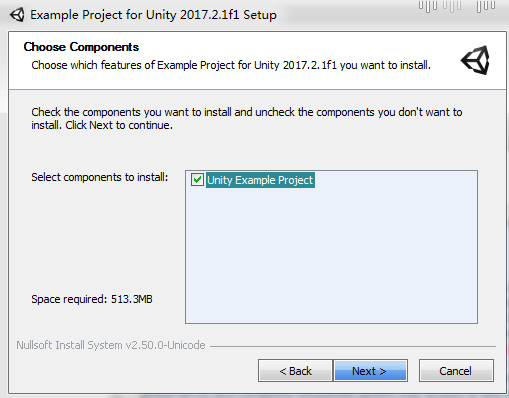 Example Project for Unity 2017.2.1f1 Setup
Choose Components
Choose which features of Example Project for Unity 2017.2.1f1 you want to install.
Check the components you want to install and uncheck the components you don't want to
install. Click Next to continue.
Select components to install:
Unity Example Project
Space required: 513.3MB
Nullsoft Install System v2.50.0-Unicode
< Back
Next >
Cancel